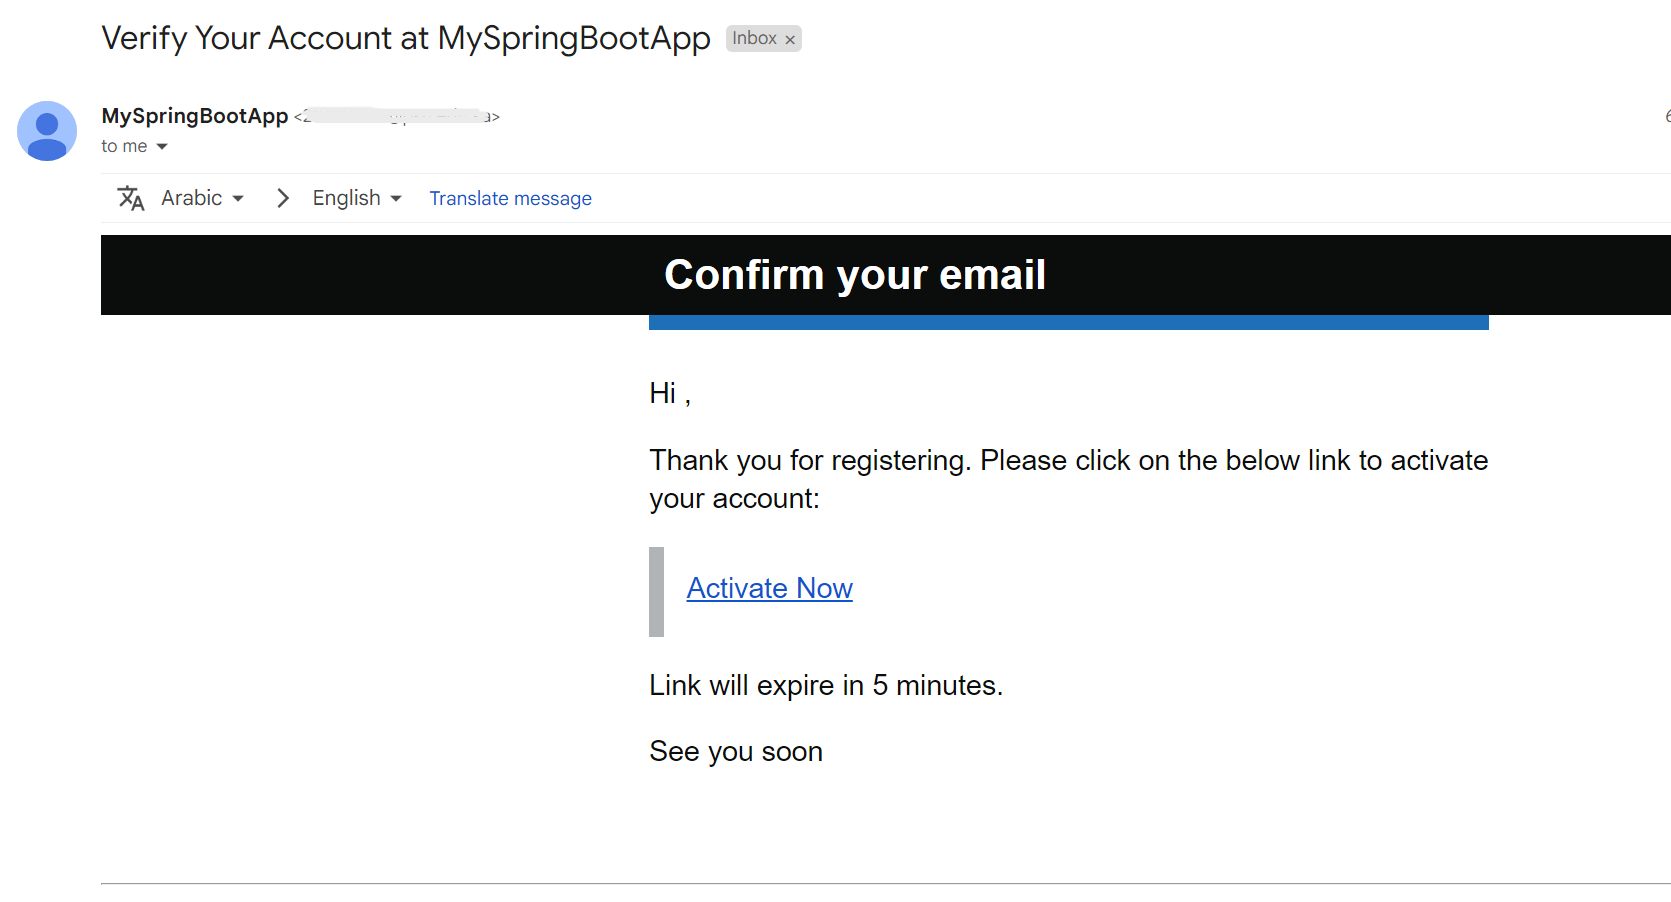 Verify Your Account at MySpringBootApp Inbox ×
MySpringBootApp
to me
Arabic > English Translate message
Confirm your email
Hi ,
Thank you for registering. Please click on the below link to activate
your account:
Activate Now
Link will expire in 5 minutes.
See you soon